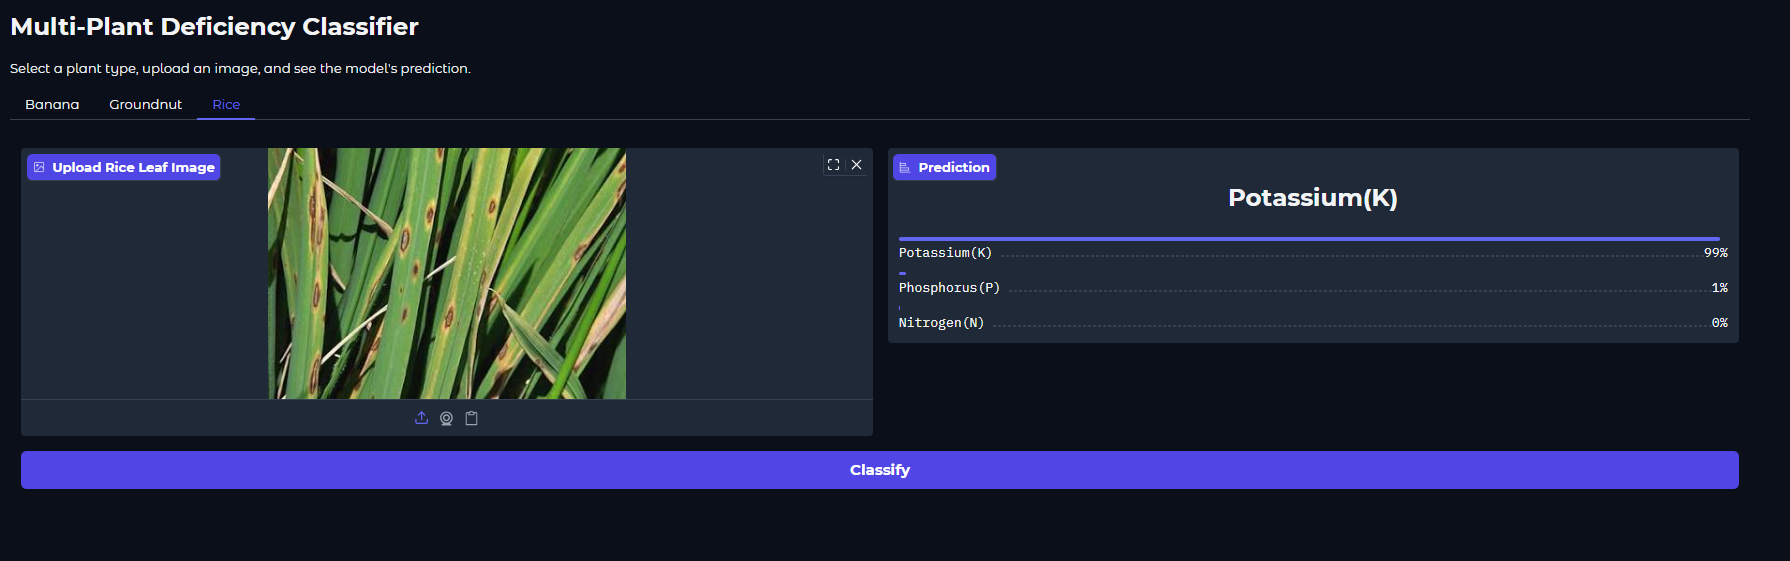 Multi-Plant Deficiency Classifier
Select a plant type, upload an image, and see the model's prediction.
Banana Groundnut Rice
Upload Rice Leaf Image
Prediction
Potassium(K)
Potassium(K) 99%
Phosphorus(P) 1%
Nitrogen(N) 0%
Classify